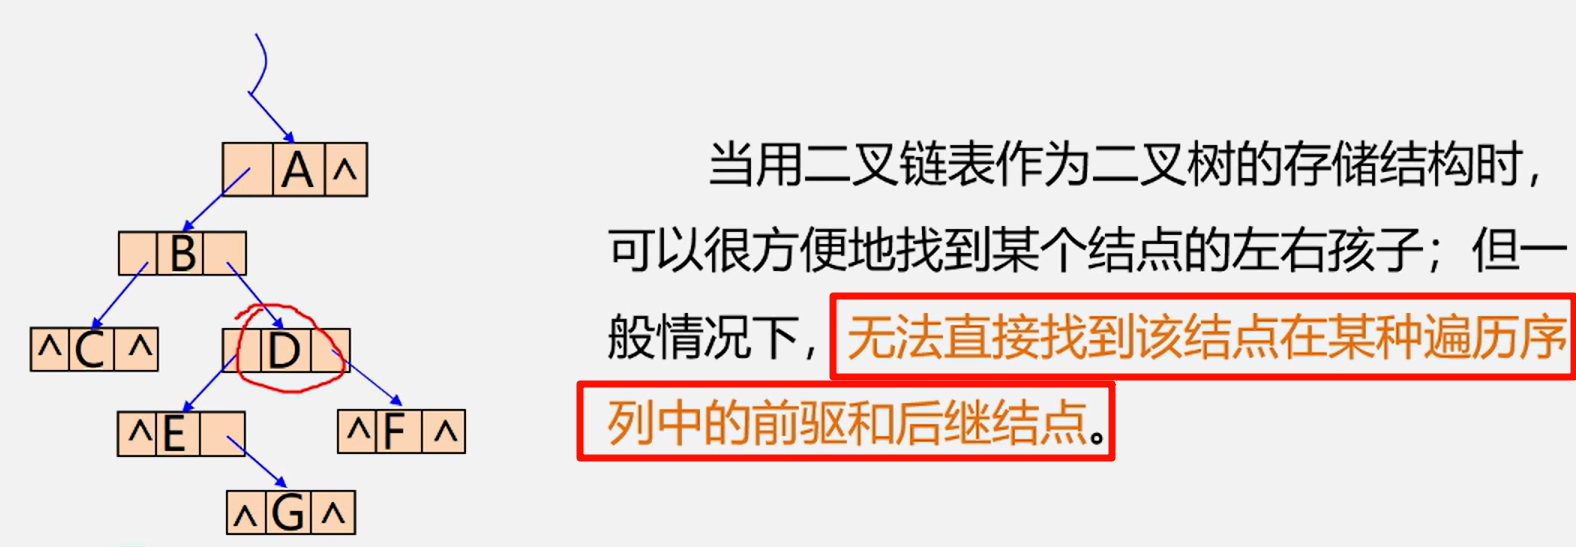 A ^
B
^ C ^
D
^ E
^ F ^
^ G ^
当用二叉链表作为二叉树的存储结构时，
可以很方便地找到某个结点的左右孩子；但一
般情况下，无法直接找到该结点在某种遍历序
列中的前驱和后继结点。